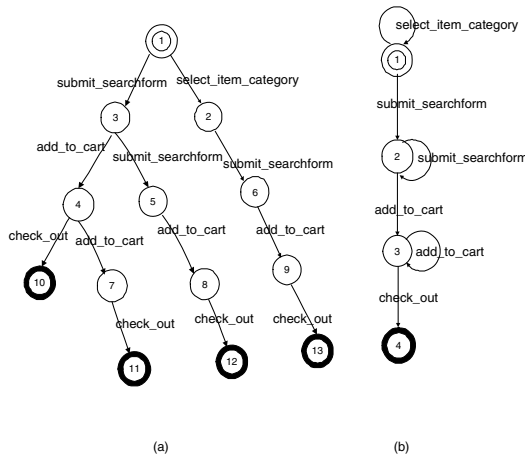 select_item_category
1
1
submit_searchform select_item_category
submit_searchform
3
2
add_to_cart
submit_searchform
submit_searchform
2
submit_searchform
4
5
6
add_to_cart
check_out
add_to_cart
add_to_cart
add_to_cart
3
add_to_cart
10
7
8
9
check_out
check_out
check_out
check_out
11
12
13
4
(a)
(b)